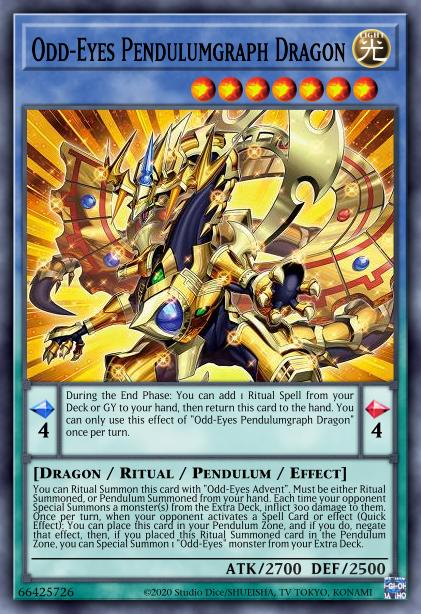 ODD-EYES PENDULUMGRAPH DRAGON
LIGHT
光
During the End Phase: You can add 1 Ritual Spell from your
Deck or GY to your hand, then return this card to the hand. You
can only use this effect of "Odd-Eyes Pendulumgraph Dragon"
once per turn.
4
4
[DRAGON / RITUAL / PENDULUM / EFFECT]
You can Ritual Summon this card with "Odd-Eyes Advent". Must be either Ritual
Summoned, or Pendulum Summoned from your hand. Each time your opponent
Special Summons a monster(s) from the Extra Deck, inflict 300 damage to them.
Once per turn, when your opponent activates a Spell Card or effect (Quick
Effect): You can place this card in your Pendulum Zone, and if you do, negate
that effect, then, if you placed this Ritual Summoned card in the Pendulum
Zone, you can Special Summon 1 "Odd-Eyes" monster from your Extra Deck.
ATK/2700 DEF/2500
66425726
©2020 Studio Dice/SHUEISHA, TV TOKYO, KONAMI